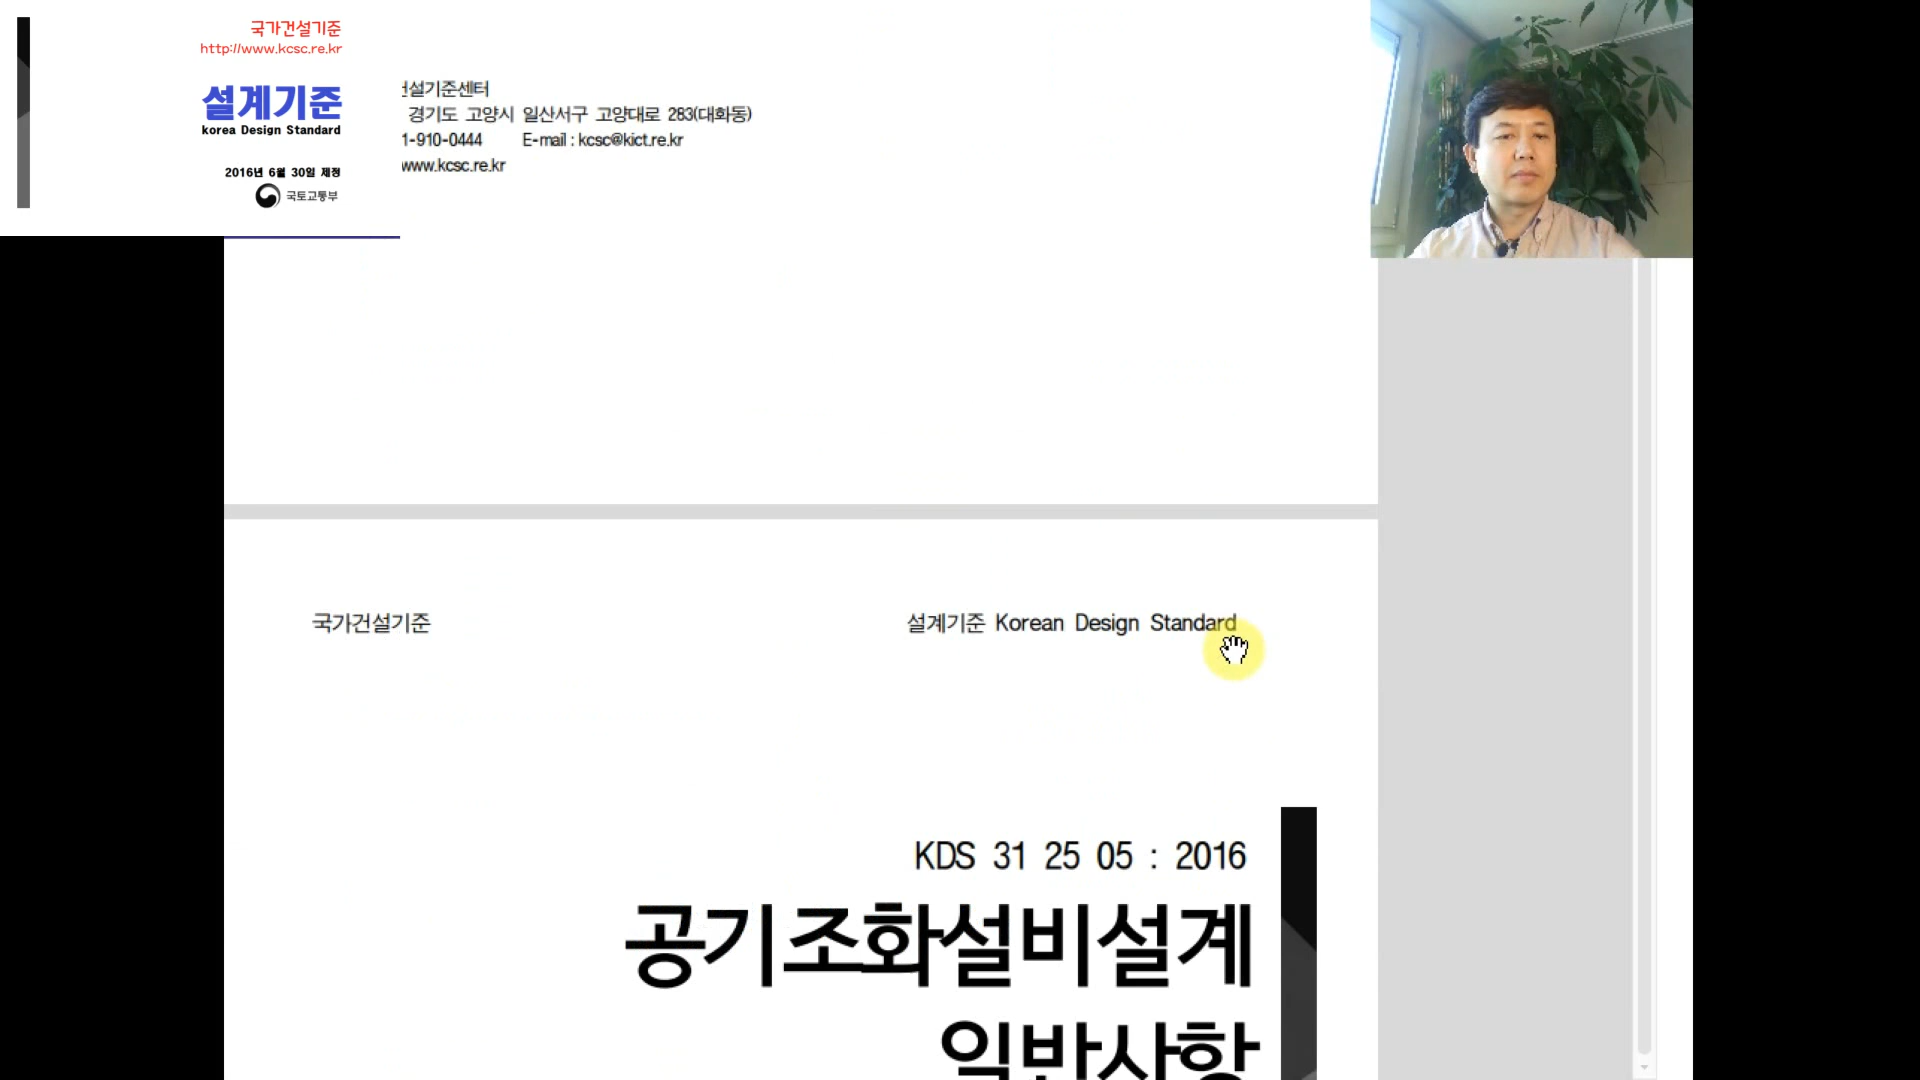 국가건설기준
http://www.kcsc.re.kr
설계기준
korea Design Standard
2016년 6월 30일 제정
국토교통부
건설기준센터
경기도 고양시 일산서구 고양대로 283(대화동)
1-910-0444 E-mail : kcsc@kict.re.kr
www.kcsc.re.kr
국가건설기준 설계기준 Korean Design Standard
KDS 31 25 05 : 2016
공기조화설비설계
일반사항